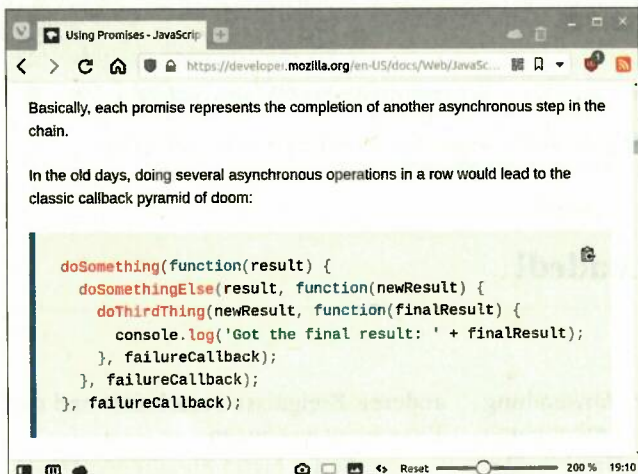 Using Promises - JavaScrip
https://developer.mozilla.org/en-US/docs/Web/JavaSc...
Basically, each promise represents the completion of another asynchronous step in the
chain.
In the old days, doing several asynchronous operations in a row would lead to the
classic callback pyramid of doom:
doSomething(function(result) {
doSomethingElse(result, function(newResult) {
doThirdThing(newResult, function(finalResult) {
console.log('Got the final result: ' + finalResult);
}, failureCallback);
}, failureCallback);
}, failureCallback);
Reset 200 % 19:10